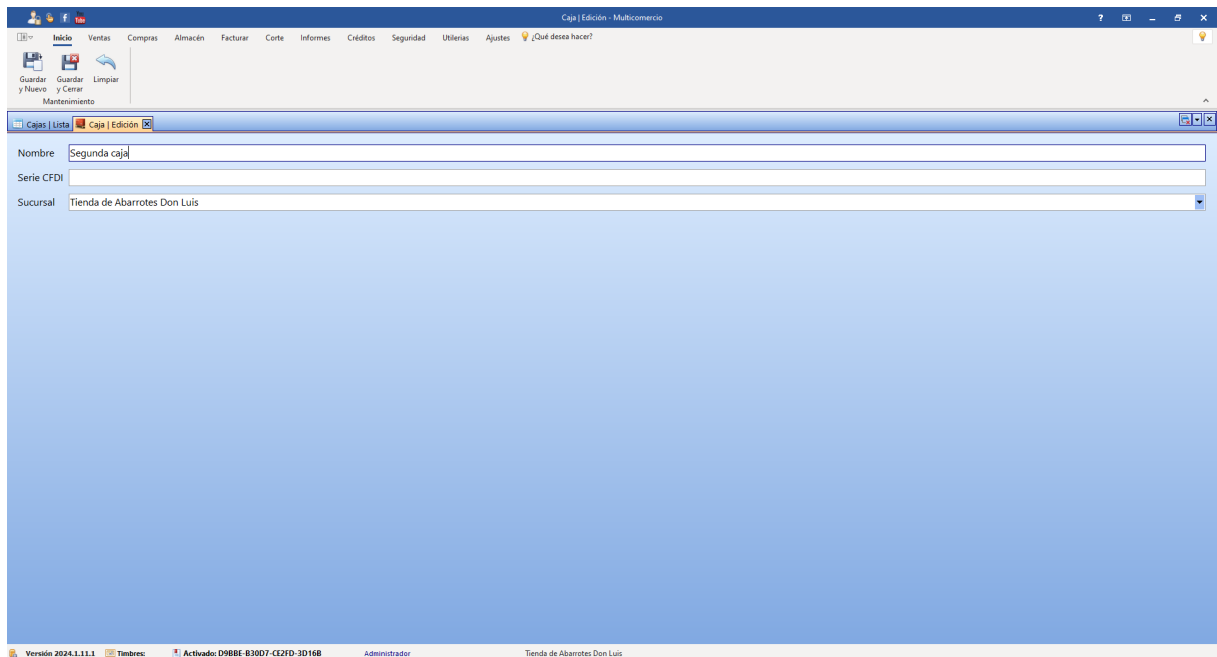 Caja | Edición - Multicomercio
Inicio Ventas Compras Almacén Facturar Corte Informes Créditos Seguridad Utilerias Ajustes ¿Qué desea hacer?
Guardar y Nuevo
Guardar y Cerrar
Limpiar
Mantenimiento
Cajas | Lista Caja | Edición
Nombre Segunda caja
Serie CFDI
Sucursal Tienda de Abarrotes Don Luis
Versión 2024.1.11.1 Timbres: Activado: D9BBE-B30D7-CE2FD-3D16B Administrador Tienda de Abarrotes Don Luis